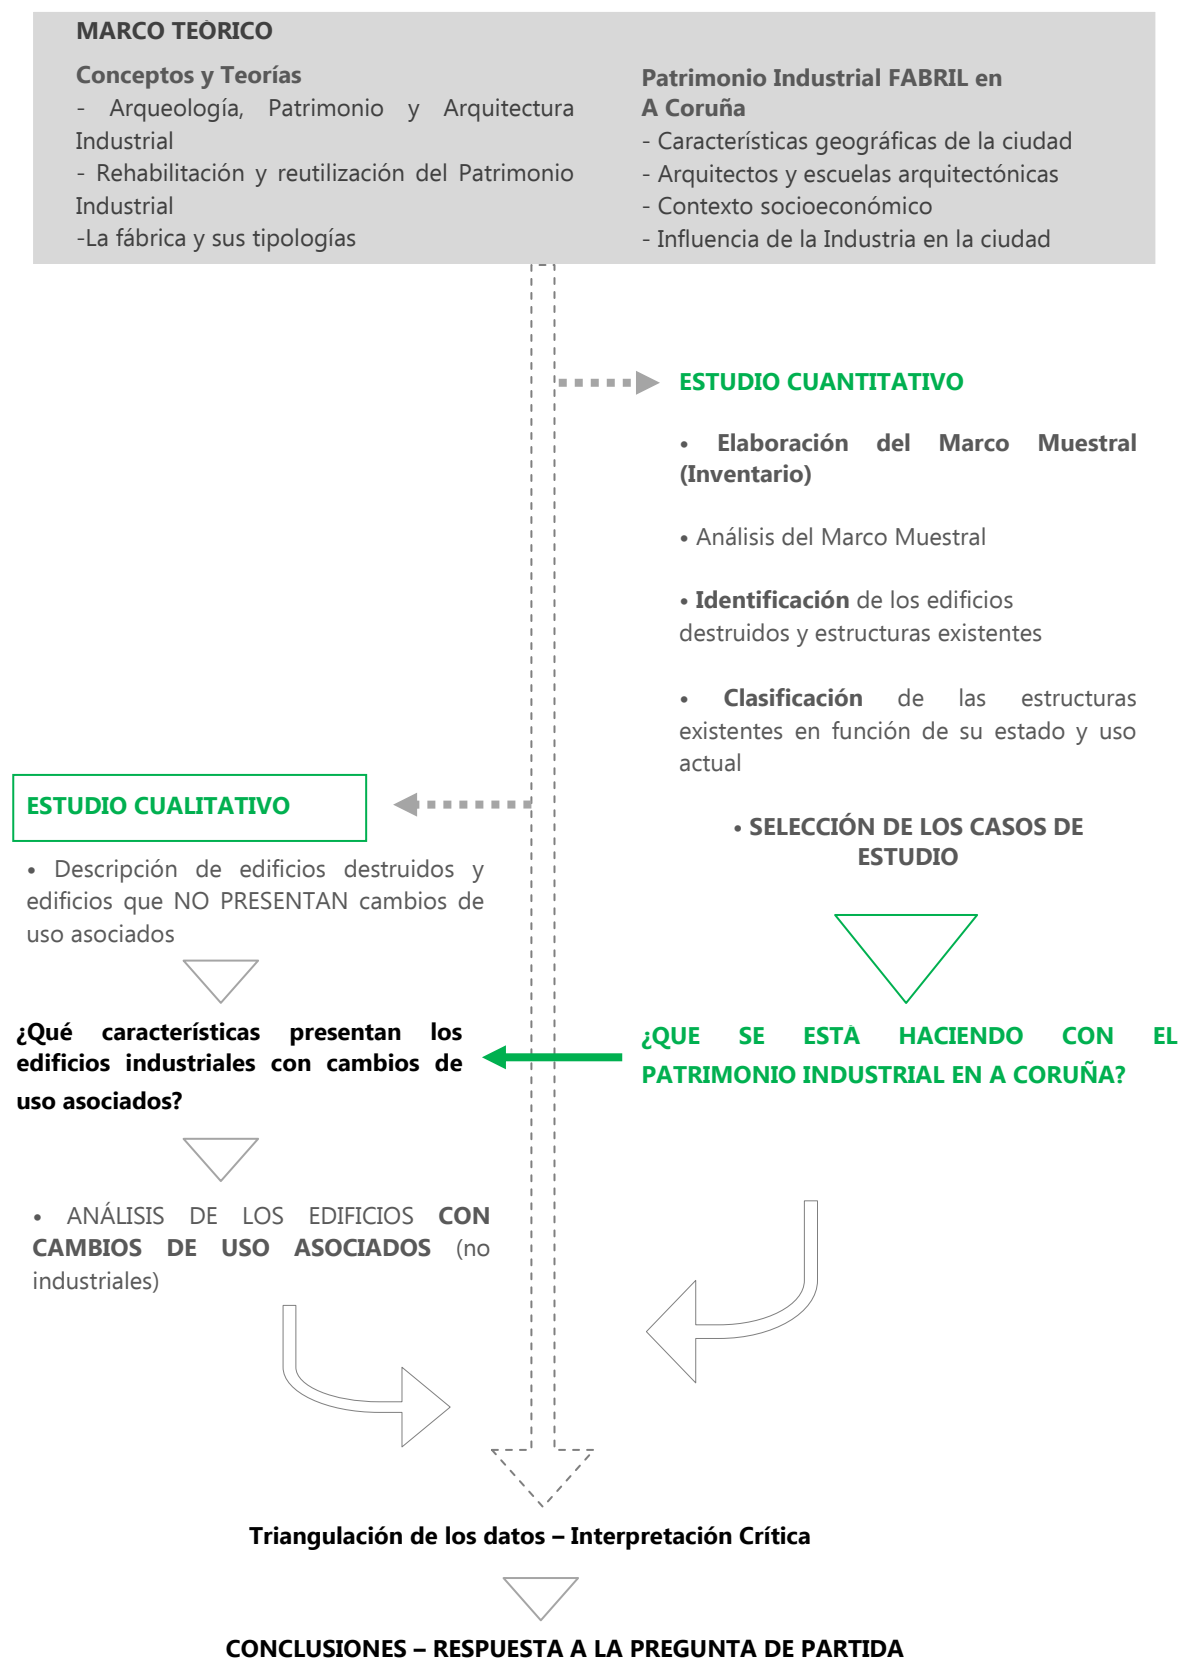 MARCO TEÓRICO
Conceptos y Teorías
- Arqueología, Patrimonio y Arquitectura
Industrial
- Rehabilitación y reutilización del Patrimonio
Industrial
-La fábrica y sus tipologías
Patrimonio Industrial FABRIL en
A Coruña
- Características geográficas de la ciudad
- Arquitectos y escuelas arquitectónicas
- Contexto socioeconómico
- Influencia de la Industria en la ciudad
ESTUDIO CUANTITATIVO
• Elaboración del Marco Muestral
(Inventario)
• Análisis del Marco Muestral
• Identificación de los edificios
destruidos y estructuras existentes
• Clasificación de las estructuras
existentes en función de su estado y uso
actual
• SELECCIÓN DE LOS CASOS DE
ESTUDIO
¿QUE SE ESTÁ HACIENDO CON EL
PATRIMONIO INDUSTRIAL EN A CORUÑA?
ESTUDIO CUALITATIVO
• Descripción de edificios destruidos y
edificios que NO PRESENTAN cambios de
uso asociados
¿Qué características presentan los
edificios industriales con cambios de
uso asociados?
• ANÁLISIS DE LOS EDIFICIOS CON
CAMBIOS DE USO ASOCIADOS (no
industriales)
Triangulación de los datos – Interpretación Crítica
CONCLUSIONES – RESPUESTA A LA PREGUNTA DE PARTIDA